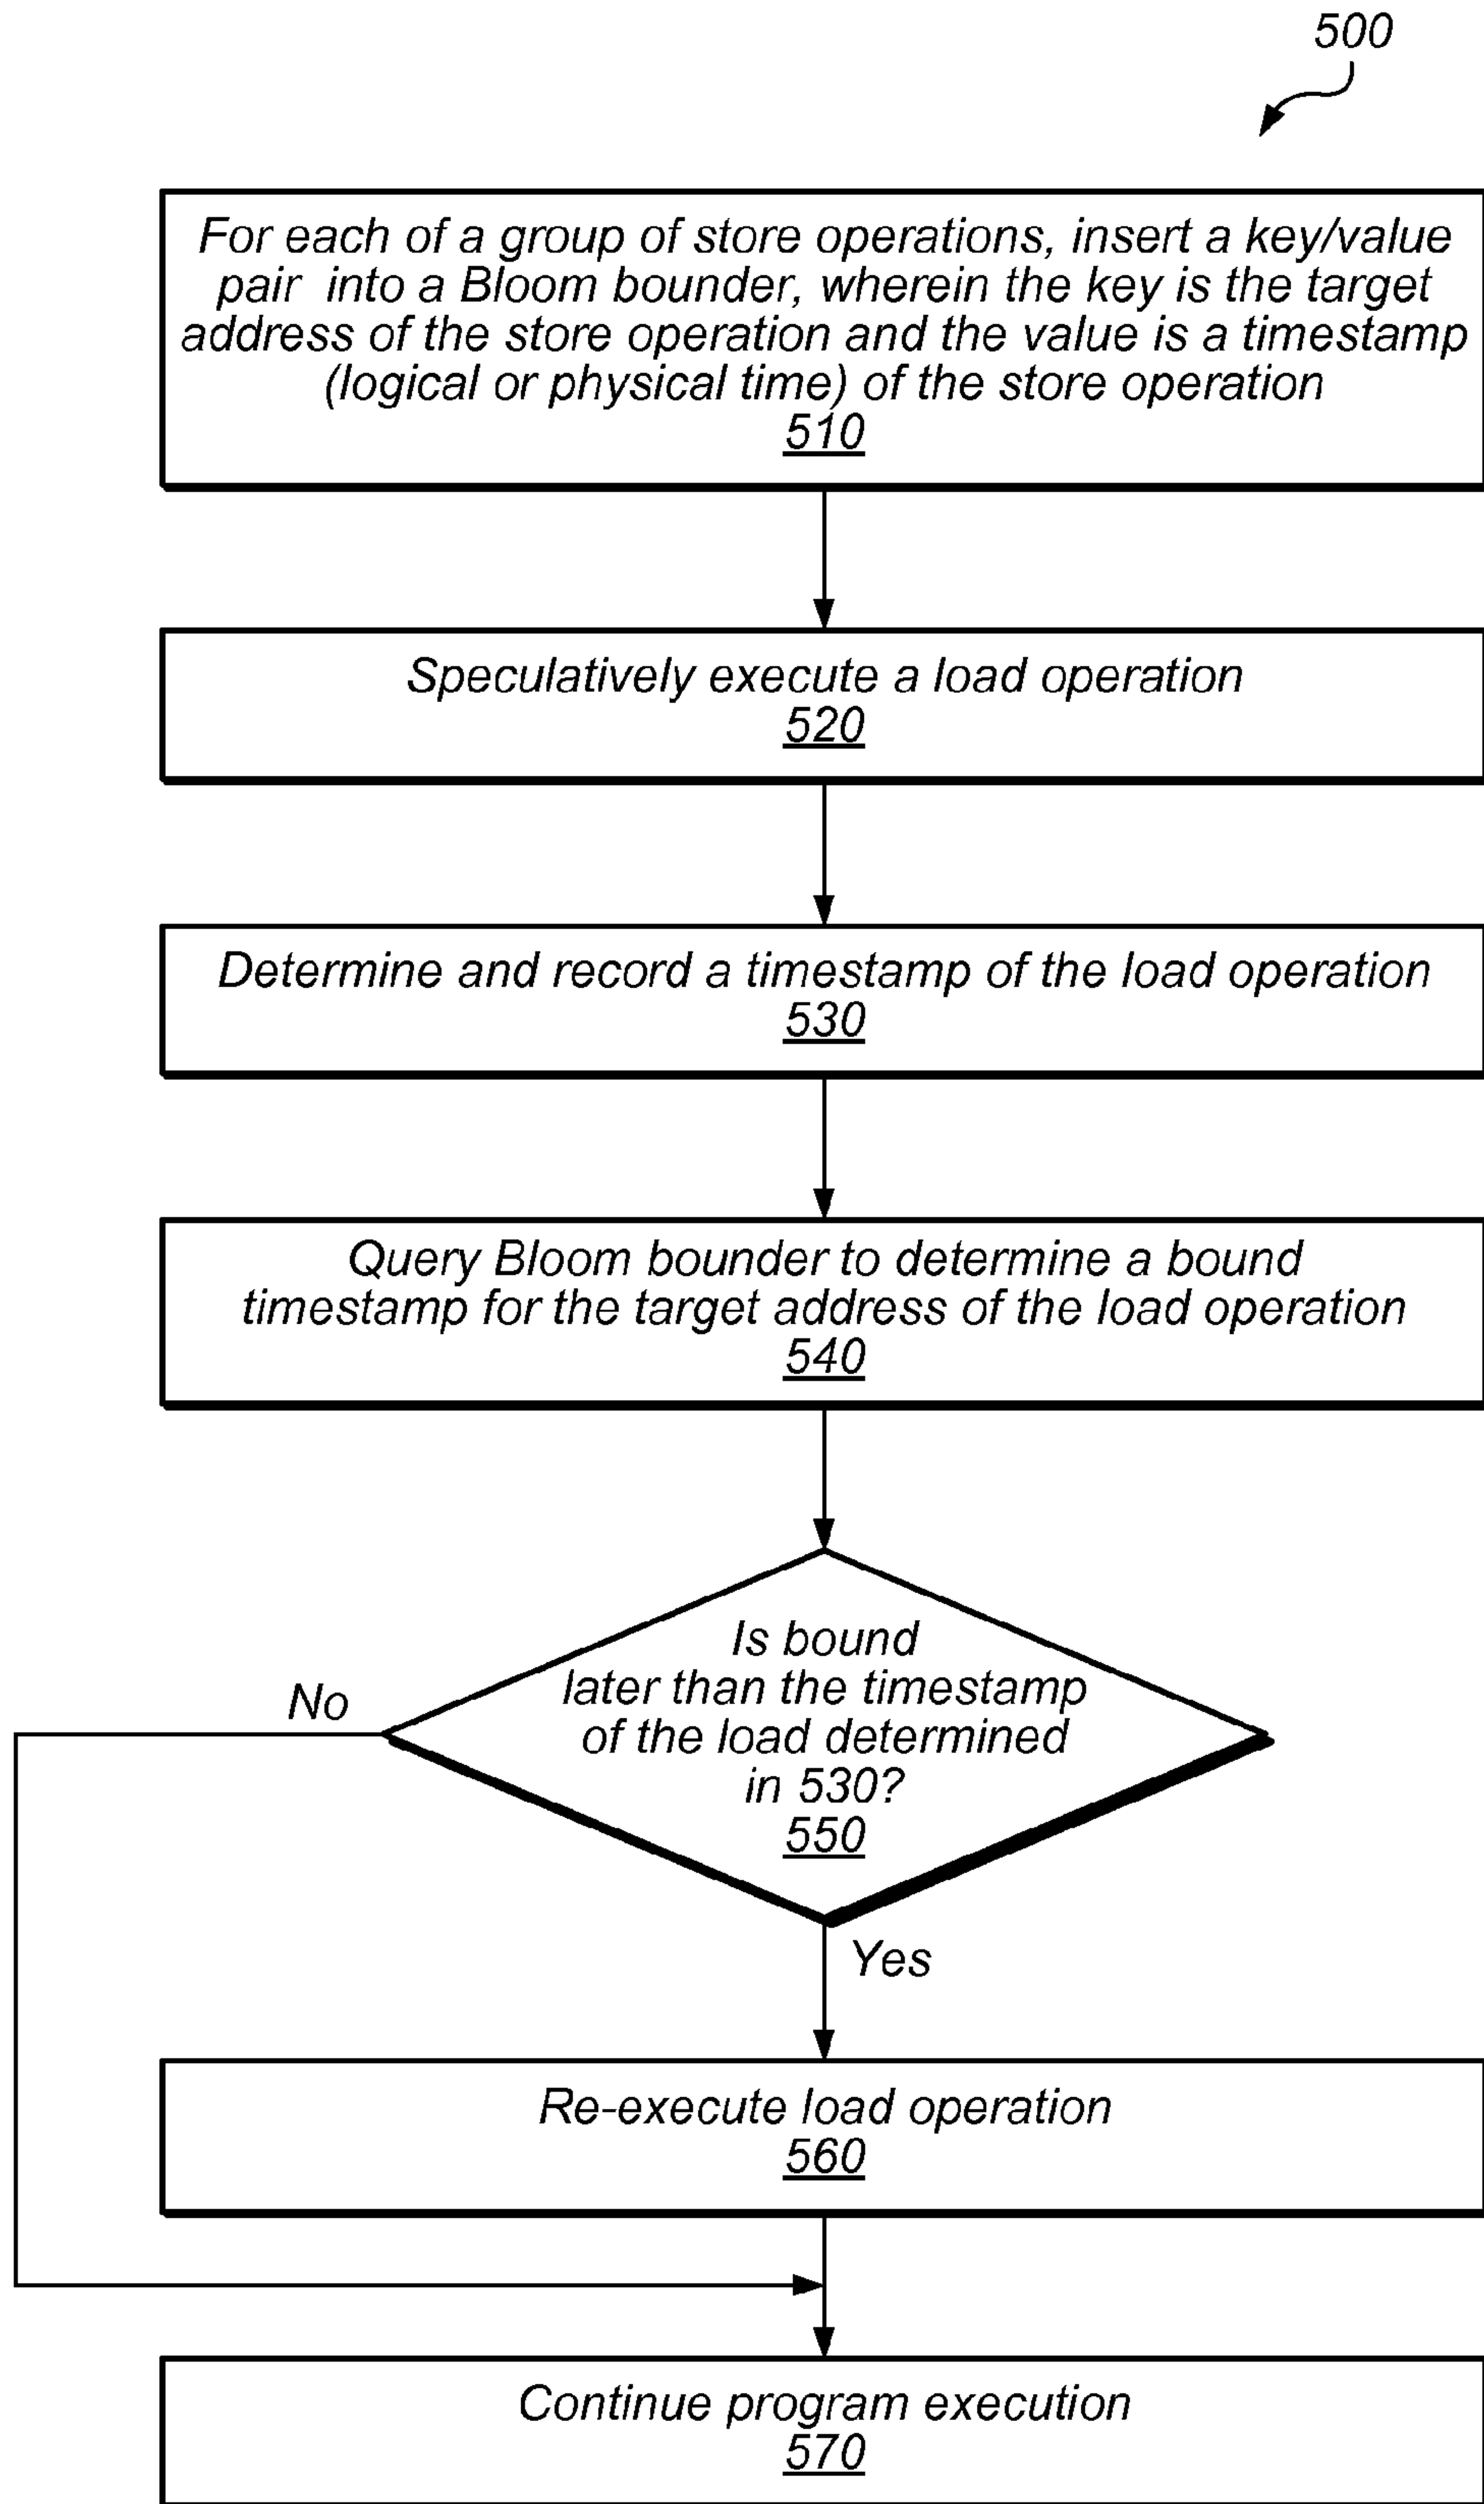 500
For each of a group of store operations, insert a key/value
pair into a Bloom bounder, wherein the key is the target
address of the store operation and the value is a timestamp
(logical or physical time) of the store operation
510
Speculatively execute a load operation
520
Determine and record a timestamp of the load operation
530
Query Bloom bounder to determine a bound
timestamp for the target address of the load operation
540
Is bound
later than the timestamp
of the load determined
in 530?
550
No
Yes
Re-execute load operation
560
Continue program execution
570